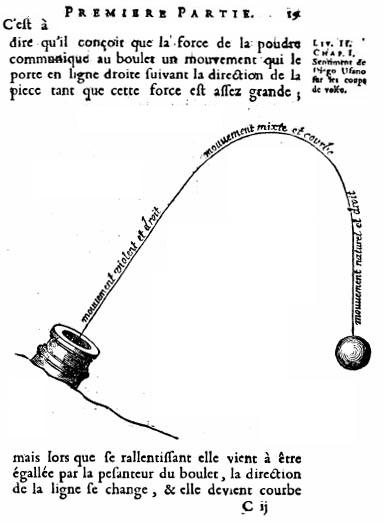 PREMIERE PARTIE. 19
C'est à
dire qu'il conçoit que la force de la poudre
communique au boulet un mouvement qui le
porte en ligne droite suivant la direction de la
piece tant que cette force est assez grande ;
LIV. II.
CHAP. I.
Sentiment de
Diego Ufano
sur les coups
de volée.
mouvement violent et droit
mouvement mixte et courbe
mouvement naturel et droit
mais lors que se rallentissant elle vient à être
égallée par la pesanteur du boulet, la direction
de la ligne se change, & elle devient courbe
C ij